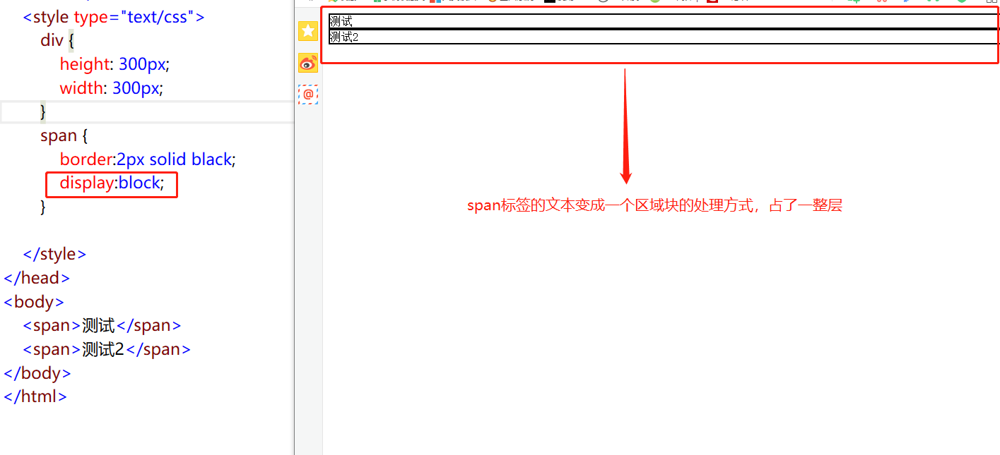 <style type="text/css">
div {
height: 300px;
width: 300px;
}
span {
border:2px solid black;
display:block;
}
</style>
</head>
<body>
<span>测试</span>
<span>测试2</span>
</body>
</html>
测试
测试2
@
span标签的文本变成一个区域块的处理方式，占了一整层